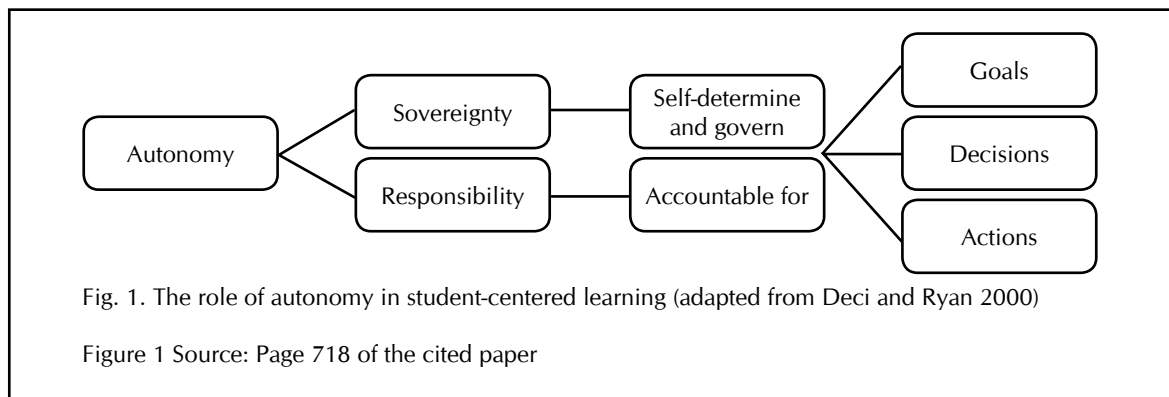 Autonomy
Sovereignty
Responsibility
Self-determine
and govern
Accountable for
Goals
Decisions
Actions
Fig. 1. The role of autonomy in student-centered learning (adapted from Deci and Ryan 2000)
Figure 1 Source: Page 718 of the cited paper